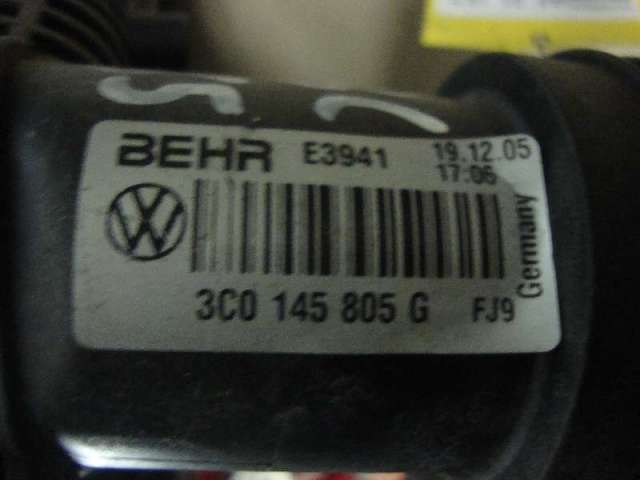 BEHR E3941 19.12.05
17:06
3C0 145 805 G FJ9
Germany